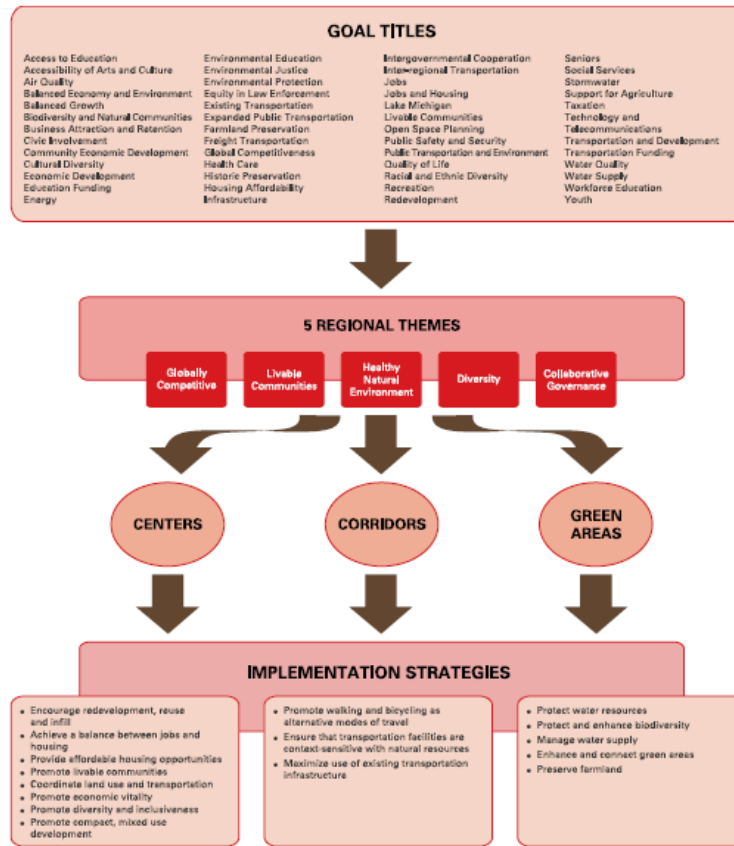 GOAL TITLES
Access to Education
Accessibility of Arts and Culture
Air Quality
Balanced Economy and Environment
Balanced Growth
Biodiversity and Natural Communities
Business Attraction and Retention
Civic Involvement
Community Economic Development
Cultural Diversity
Economic Development
Education Funding
Energy
Environmental Education
Environmental Justice
Environmental Protection
Equity in Law Enforcement
Existing Transportation
Expanded Public Transportation
Farmland Preservation
Freight Transportation
Global Competitiveness
Health Care
Historic Preservation
Housing Affordability
Infrastructure
Intergovernmental Cooperation
Inter-regional Transportation
Jobs
Jobs and Housing
Lake Michigan
Livable Communities
Open Space Planning
Public Safety and Security
Public Transportation and Environment
Quality of Life
Racial and Ethnic Diversity
Recreation
Redevelopment
Seniors
Social Services
Stormwater
Support for Agriculture
Taxation
Technology and
Telecommunications
Transportation and Development
Transportation Funding
Water Quality
Water Supply
Workforce Education
Youth
5 REGIONAL THEMES
Globally
Competitive
Livable
Communities
Healthy
Natural
Environment
Diversity
Collaborative
Governance
CENTERS
CORRIDORS
GREEN
AREAS
IMPLEMENTATION STRATEGIES
• Encourage redevelopment, reuse
and infill
• Achieve a balance between jobs and
housing
• Provide affordable housing opportunities
• Promote livable communities
• Coordinate land use and transportation
• Promote economic vitality
• Promote diversity and inclusiveness
• Promote compact, mixed use
development
• Promote walking and bicycling as
alternative modes of travel
• Ensure that transportation facilities are
context-sensitive with natural resources
• Maximize use of existing transportation
infrastructure
• Protect water resources
• Protect and enhance biodiversity
• Manage water supply
• Enhance and connect green areas
• Preserve farmland